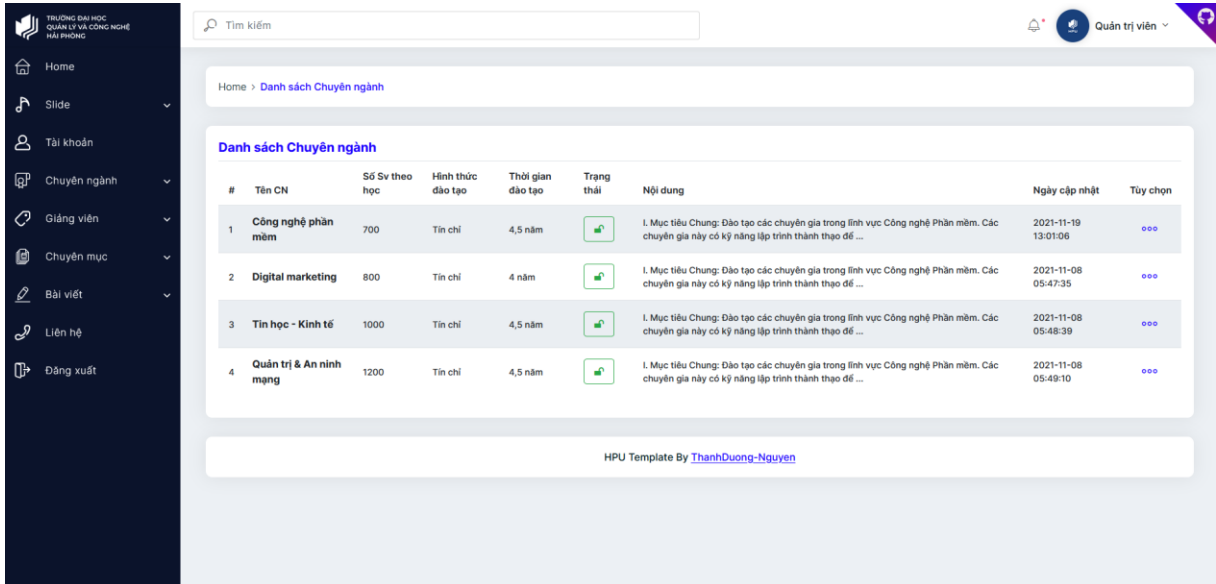 TRƯỜNG ĐẠI HỌC
QUẢN LÝ VÀ CÔNG NGHỆ
HẢI PHÒNG
Tìm kiếm
Quản trị viên
Home
Slide
Tài khoản
Chuyên ngành
Giảng viên
Chuyên mục
Bài viết
Liên hệ
Đăng xuất
Home > Danh sách Chuyên ngành
Danh sách Chuyên ngành
# Tên CN Số Sv theo học Hình thức đào tạo Thời gian đào tạo Trạng thái Nội dung Ngày cập nhật Tùy chọn
1 Công nghệ phần mềm 700 Tín chỉ 4,5 năm I. Mục tiêu Chung: Đào tạo các chuyên gia trong lĩnh vực Công nghệ Phần mềm. Các chuyên gia này có kỹ năng lập trình thành thạo để ... 2021-11-19 13:01:06
2 Digital marketing 800 Tín chỉ 4 năm I. Mục tiêu Chung: Đào tạo các chuyên gia trong lĩnh vực Công nghệ Phần mềm. Các chuyên gia này có kỹ năng lập trình thành thạo để ... 2021-11-08 05:47:35
3 Tin học - Kinh tế 1000 Tín chỉ 4,5 năm I. Mục tiêu Chung: Đào tạo các chuyên gia trong lĩnh vực Công nghệ Phần mềm. Các chuyên gia này có kỹ năng lập trình thành thạo để ... 2021-11-08 05:48:39
4 Quản trị & An ninh mạng 1200 Tín chỉ 4,5 năm I. Mục tiêu Chung: Đào tạo các chuyên gia trong lĩnh vực Công nghệ Phần mềm. Các chuyên gia này có kỹ năng lập trình thành thạo để ... 2021-11-08 05:49:10
HPU Template By ThanhDuong-Nguyen